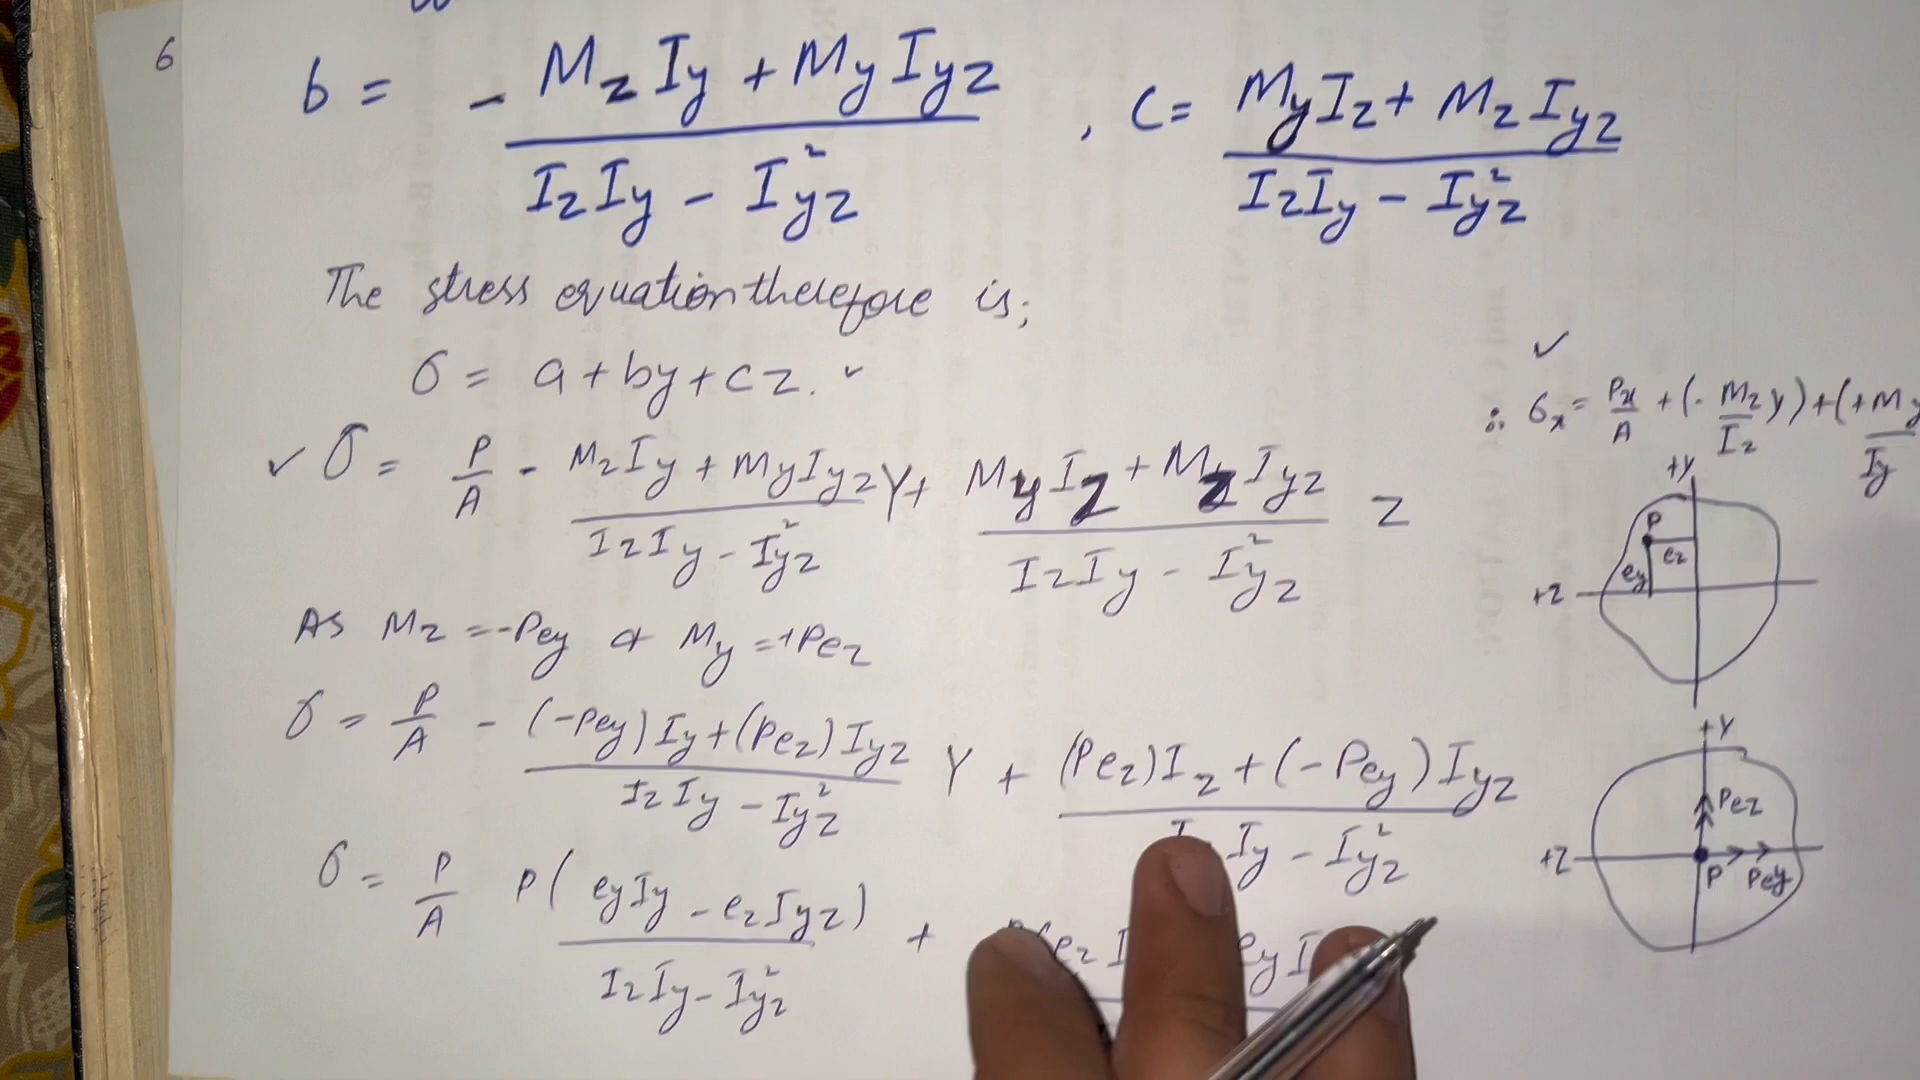 6
b = - MzIy + MyIyz / IzIy - Iyz² , C = MyIz + MzIyz / IzIy - Iyz²
The stress equation therefore is;
σ = a + by + cz.
✓ σ = P/A - MzIy + MyIyz / IzIy - Iyz² Y + MyIz + MzIyz / IzIy - Iyz² z
As Mz = -Pey & My = +Pez
σ = P/A - (-Pey)Iy + (Pez)Iyz / IzIy - Iyz² Y + (Pez)Iz + (-Pey)Iyz / Iy - Iyz²
σ = P/A P( eyIy - ezIyz) / IzIy - Iyz² +
✓
∴ σx = Px/A + (- Mz/Iz y) + (+ My/Iy
+Y
P
ez
ey
+Z
+Y
Pez
+Z
P Pey